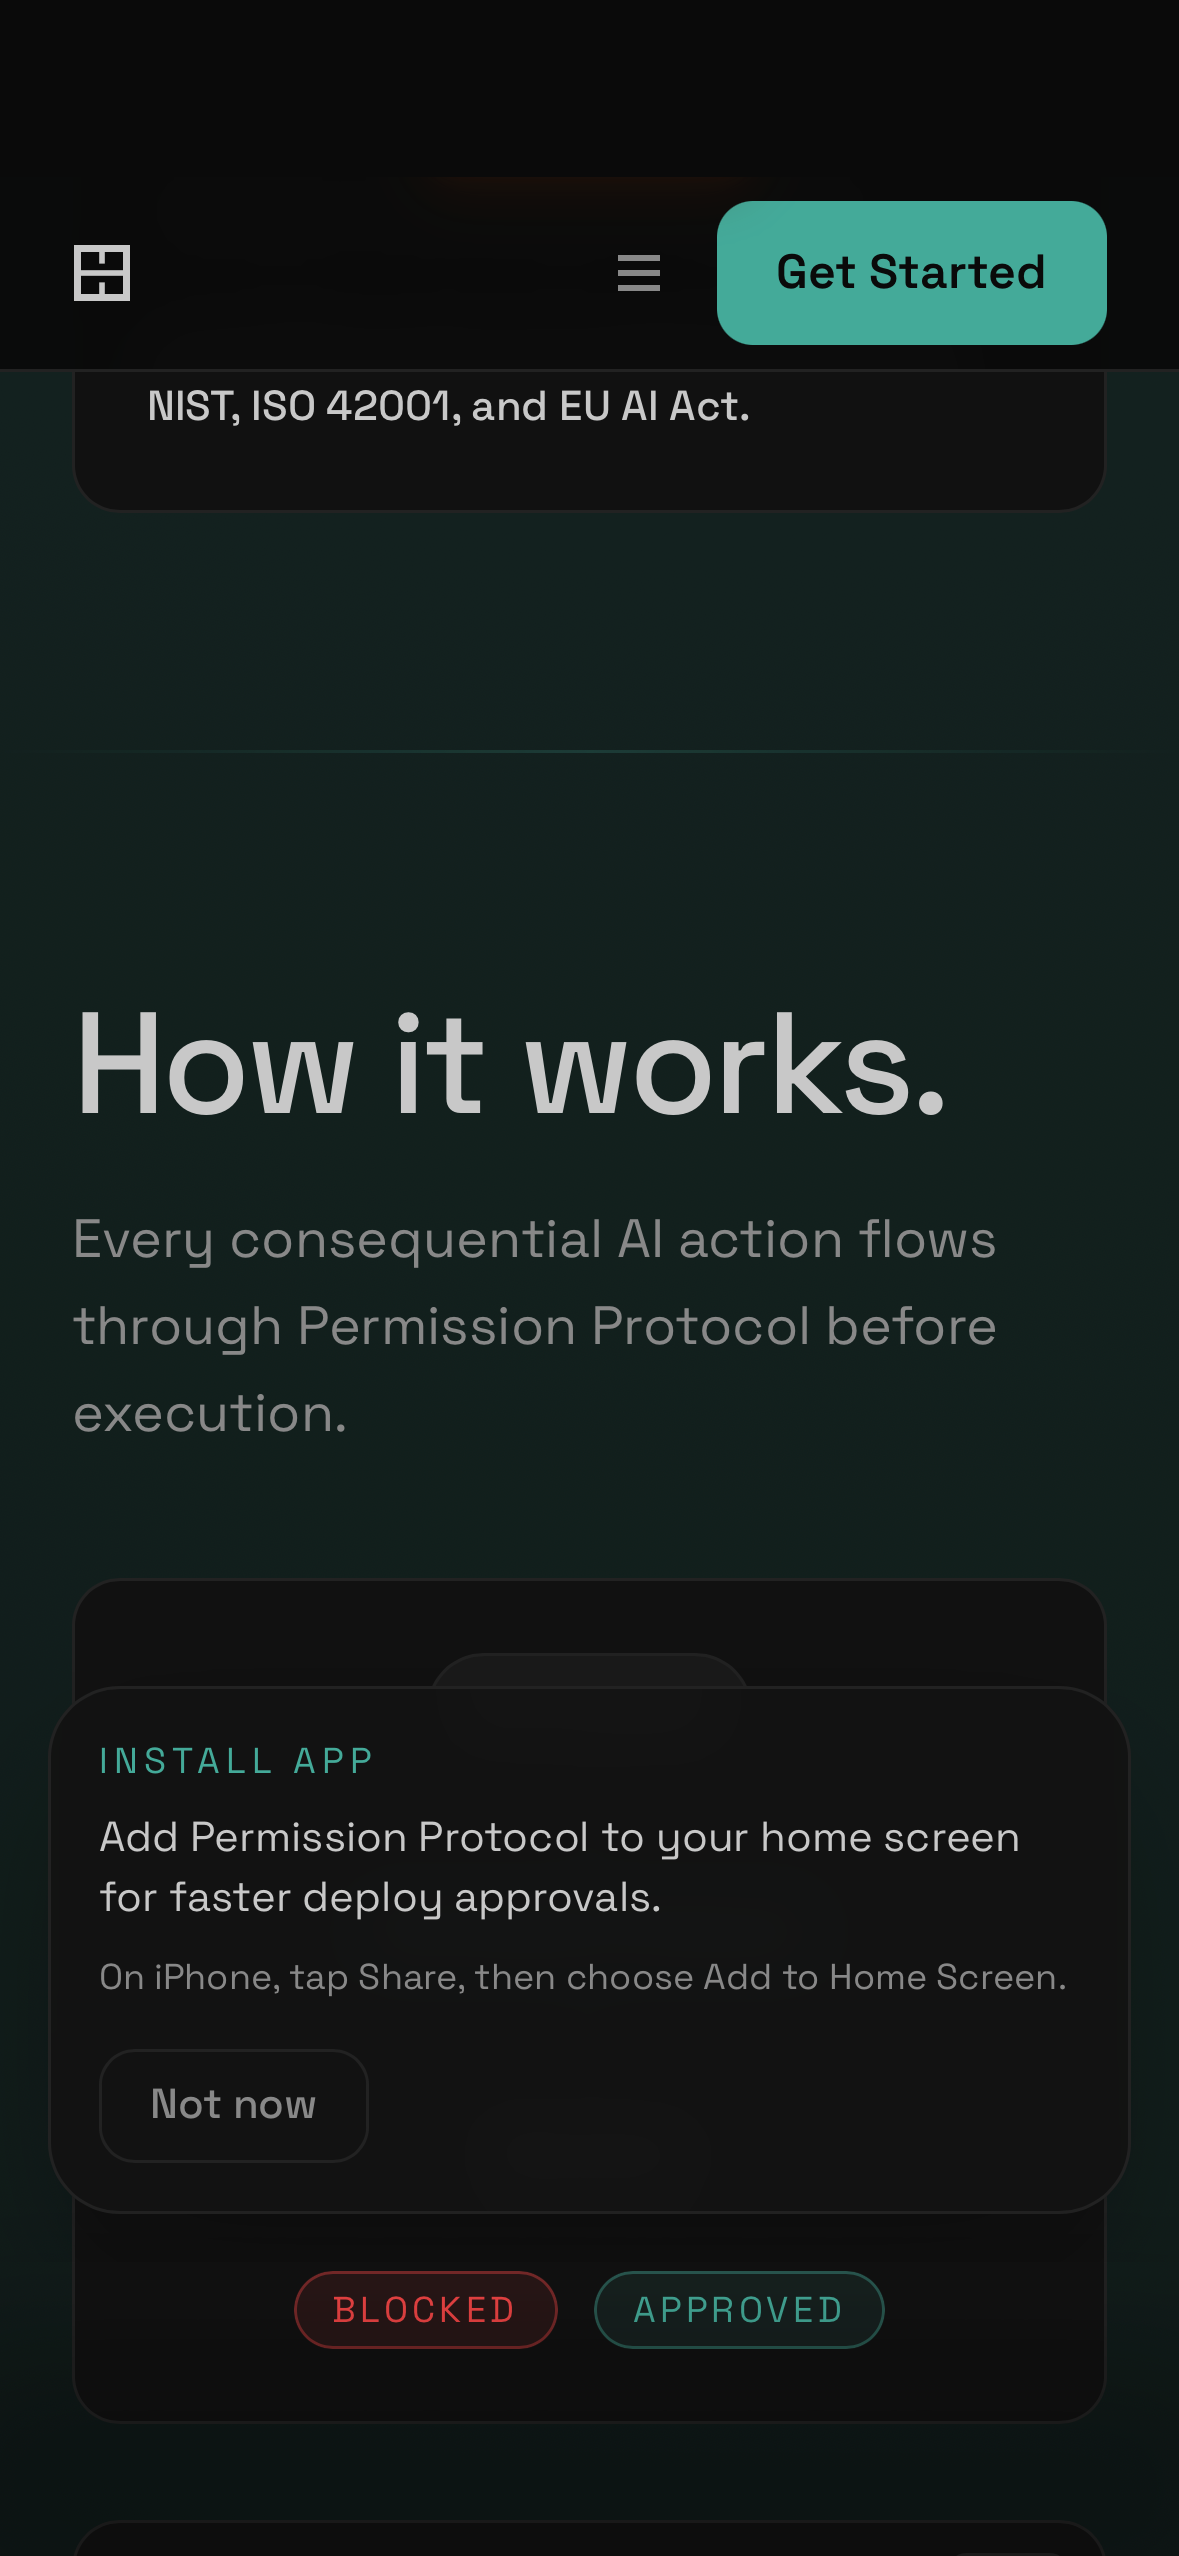 Get Started
NIST, ISO 42001, and EU AI Act.
How it works.
Every consequential AI action flows
through Permission Protocol before
execution.
INSTALL APP
Add Permission Protocol to your home screen
for faster deploy approvals.
On iPhone, tap Share, then choose Add to Home Screen.
Not now
BLOCKED
APPROVED